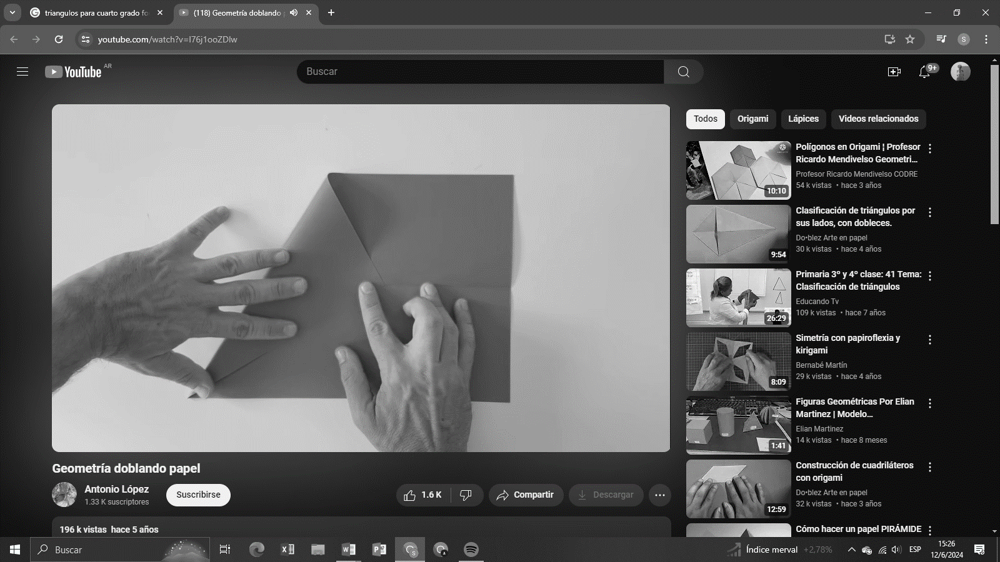 triangulos para cuarto grado fo
(118) Geometría doblando p
youtube.com/watch?v=I76j1ooZDlw
YouTube AR
Buscar
9+
Todos
Origami
Lápices
Videos relacionados
Polígonos en Origami ¦ Profesor
Ricardo Mendivelso Geometri...
Profesor Ricardo Mendivelso CODRE
54 k vistas • hace 3 años
10:10
Clasificación de triángulos por
sus lados, con dobleces.
Do•blez Arte en papel
30 k vistas • hace 4 años
9:54
Primaria 3º y 4º clase: 41 Tema:
Clasificación de triángulos
Educando Tv
109 k vistas • hace 7 años
26:29
Simetría con papiroflexia y
kirigami
Bernabé Martín
29 k vistas • hace 4 años
8:09
Figuras Geométricas Por Elian
Martinez | Modelo...
Elian Martinez
14 k vistas • hace 8 meses
1:41
Construcción de cuadriláteros
con origami
Do•blez Arte en papel
32 k vistas • hace 3 años
12:59
Cómo hacer un papel PIRÁMIDE
Geometría doblando papel
Antonio López
1.33 K suscriptores
Suscribirse
1.6 K
Compartir
Descargar
196 k vistas hace 5 años
Buscar
Índice merval +2,78%
ESP
15:26
12/6/2024